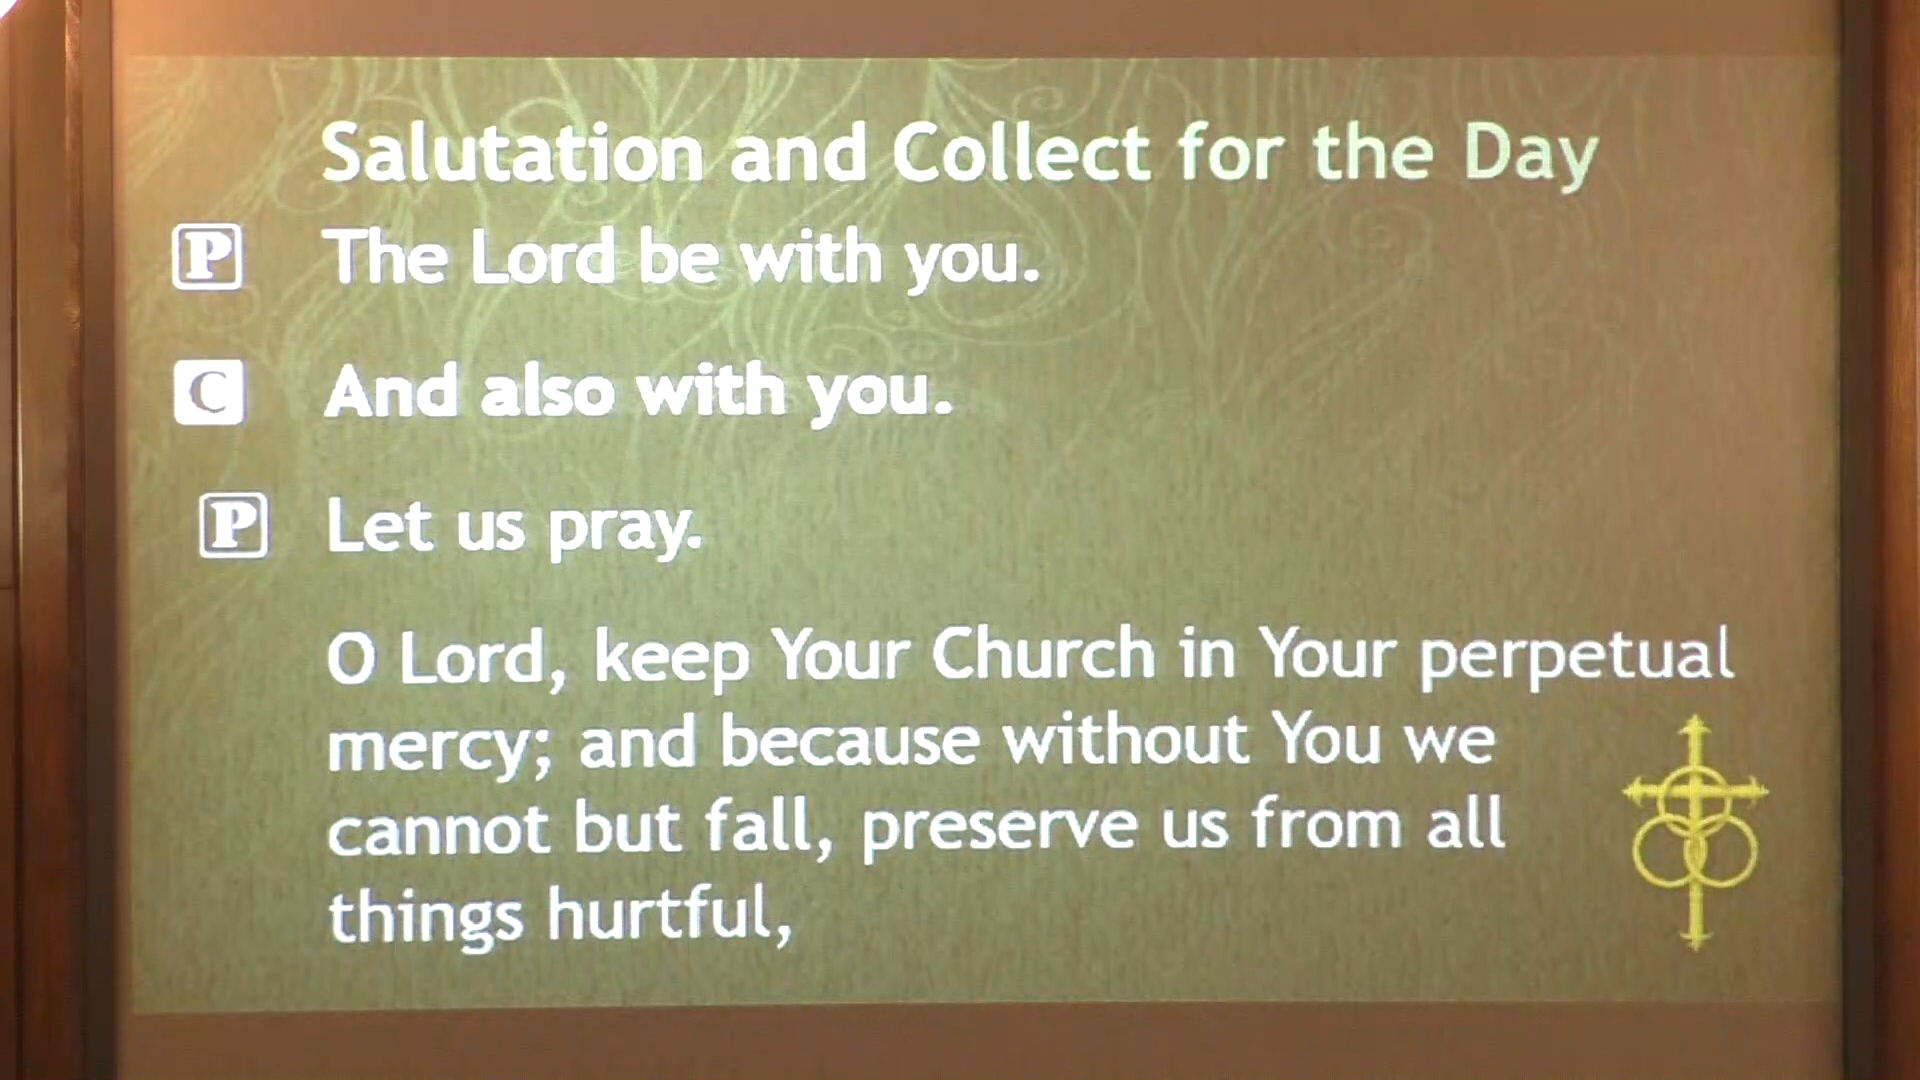 Salutation and Collect for the Day
P The Lord be with you.
C And also with you.
P Let us pray.
O Lord, keep Your Church in Your perpetual
mercy; and because without You we
cannot but fall, preserve us from all
things hurtful,